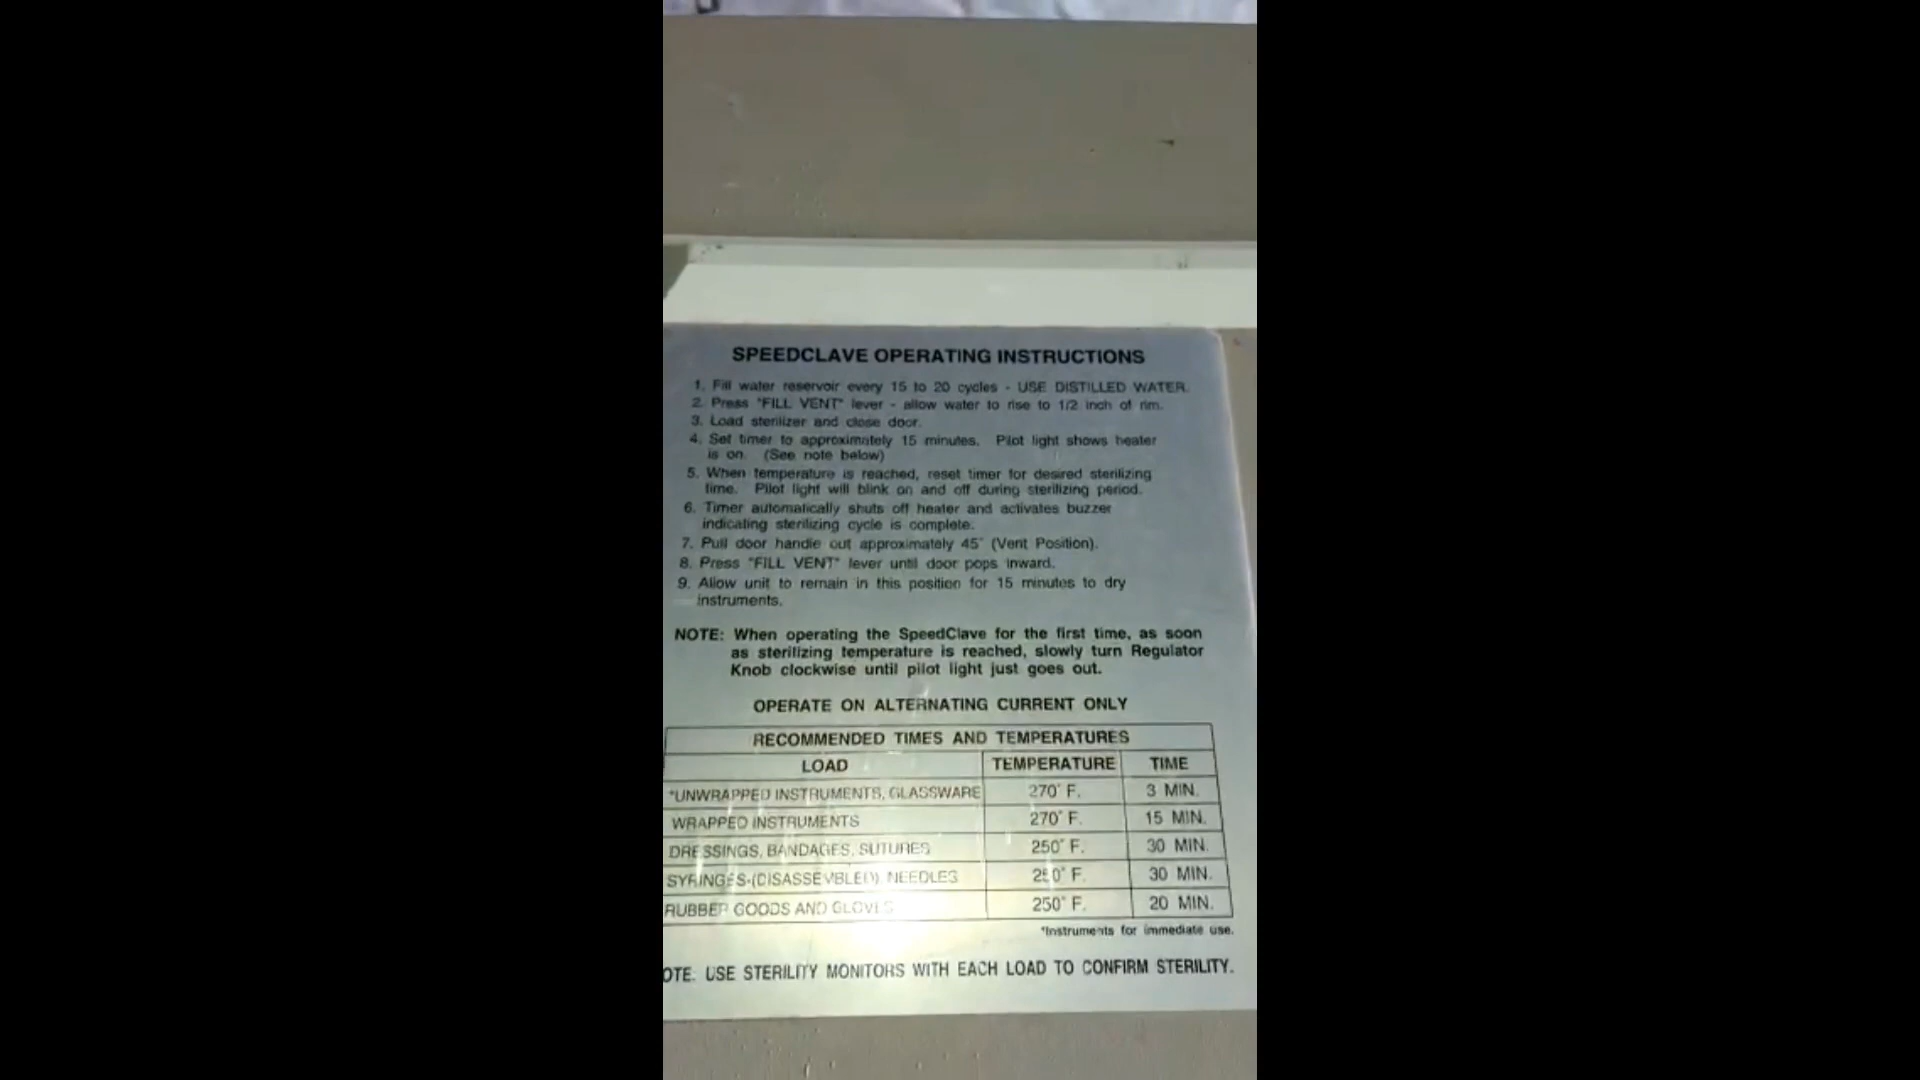 SPEEDCLAVE OPERATING INSTRUCTIONS
1. Fill water reservoir every 15 to 20 cycles - USE DISTILLED WATER.
2. Press "FILL VENT" lever - allow water to rise to 1/2 inch of rim.
3. Load sterilizer and close door.
4. Set timer to approximately 15 minutes. Pilot light shows heater
is on. (See note below)
5. When temperature is reached, reset timer for desired sterilizing
time. Pilot light will blink on and off during sterilizing period.
6. Timer automatically shuts off heater and activates buzzer
indicating sterilizing cycle is complete.
7. Pull door handle out approximately 45° (Vent Position).
8. Press "FILL VENT" lever until door pops inward.
9. Allow unit to remain in this position for 15 minutes to dry
instruments.
NOTE: When operating the SpeedClave for the first time, as soon
as sterilizing temperature is reached, slowly turn Regulator
Knob clockwise until pilot light just goes out.
OPERATE ON ALTERNATING CURRENT ONLY
RECOMMENDED TIMES AND TEMPERATURES
LOAD TEMPERATURE TIME
*UNWRAPPED INSTRUMENTS, GLASSWARE 270° F. 3 MIN.
WRAPPED INSTRUMENTS 270° F. 15 MIN.
DRESSINGS, BANDAGES, SUTURES 250° F. 30 MIN.
SYRINGES-(DISASSEMBLED), NEEDLES 250° F. 30 MIN.
RUBBER GOODS AND GLOVES 250° F. 20 MIN.
*Instruments for immediate use.
OTE: USE STERILITY MONITORS WITH EACH LOAD TO CONFIRM STERILITY.